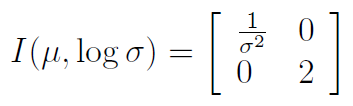 I(μ, log σ) = [ 1/σ² 0
0 2 ]